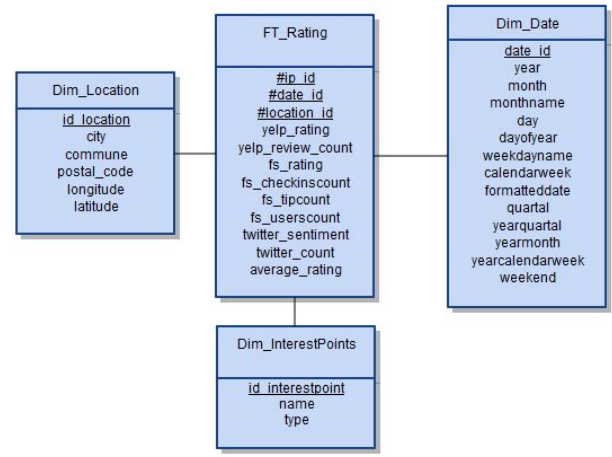 Dim_Location
id_location
city
commune
postal_code
longitude
latitude
FT_Rating
#ip_id
#date_id
#location_id
yelp_rating
yelp_review_count
fs_rating
fs_checkinscount
fs_tipcount
fs_userscount
twitter_sentiment
twitter_count
average_rating
Dim_Date
date_id
year
month
monthname
day
dayofyear
weekdayname
calendarweek
formatteddate
quartal
yearquartal
yearmonth
yearcalendarweek
weekend
Dim_InterestPoints
id_interestpoint
name
type